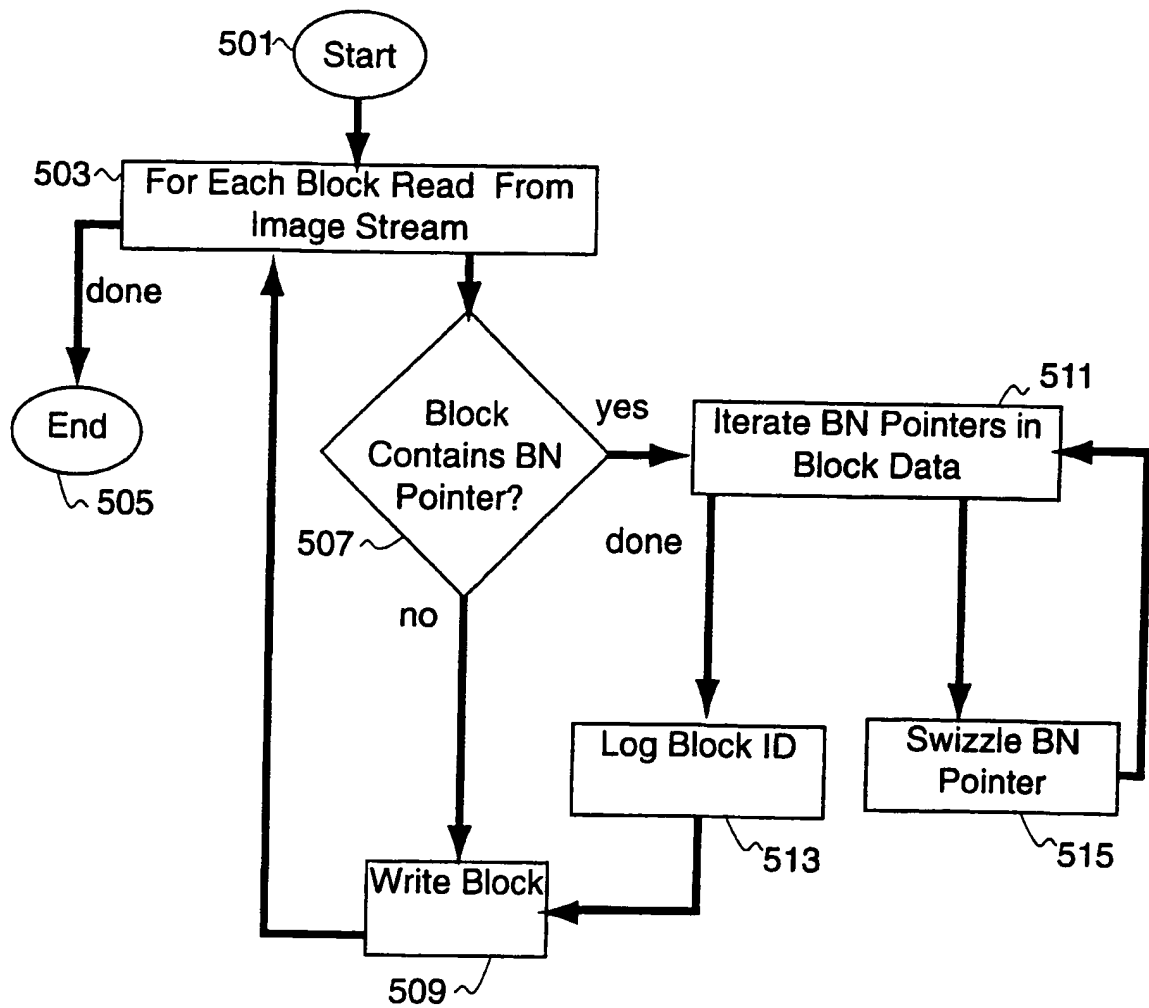 501
Start
503
For Each Block Read From
Image Stream
done
End
505
Block
Contains BN
Pointer?
507
yes
no
511
Iterate BN Pointers in
Block Data
done
Log Block ID
513
Swizzle BN
Pointer
515
Write Block
509